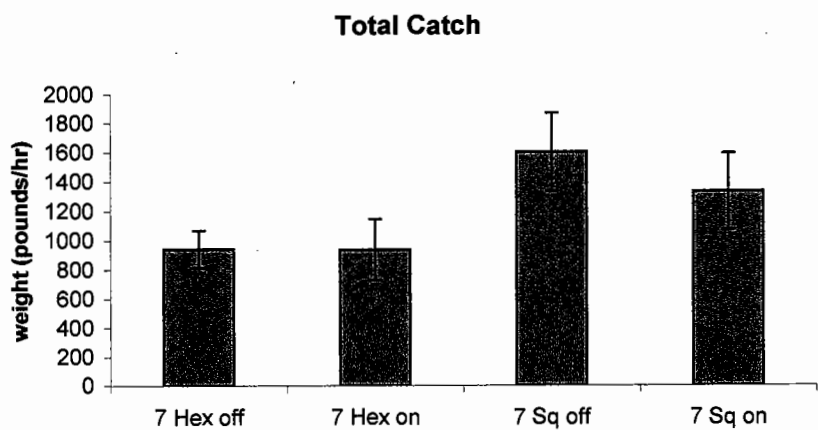 Total Catch
weight (pounds/hr)
2000
1800
1600
1400
1200
1000
800
600
400
200
0
7 Hex off
7 Hex on
7 Sq off
7 Sq on